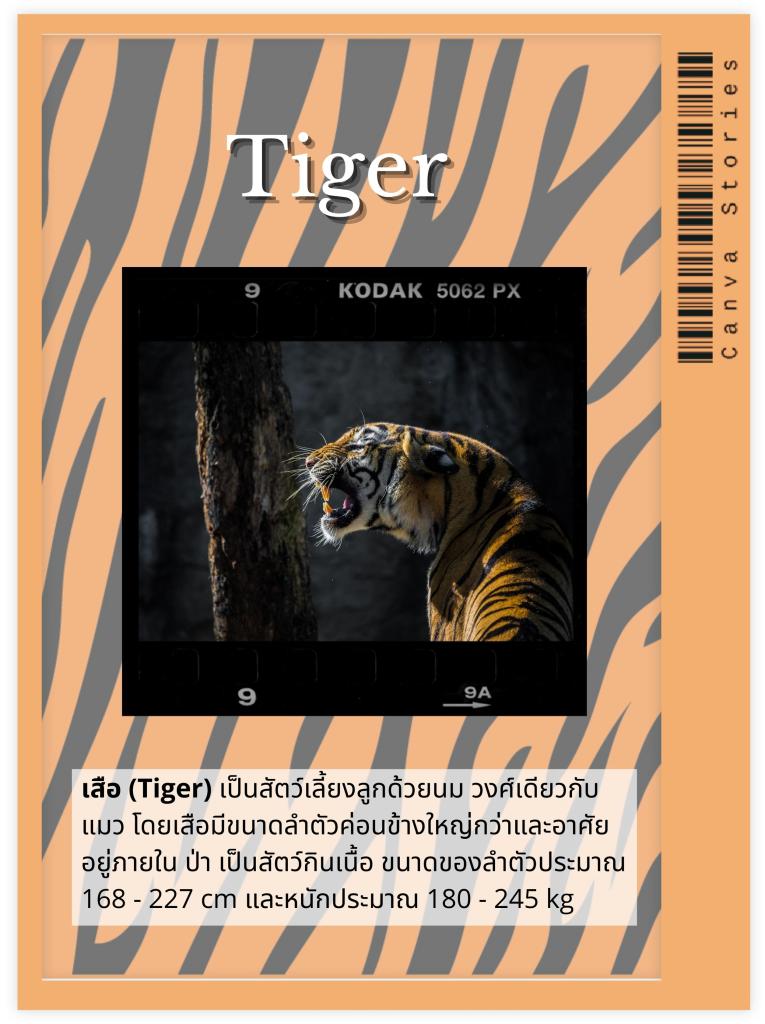 Tiger
Canva Stories
9 KODAK 5062 PX
9 9A
เสือ (Tiger) เป็นสัตว์เลี้ยงลูกด้วยนม วงศ์เดียวกับ
แมว โดยเสือมีขนาดลำตัวค่อนข้างใหญ่กว่าและอาศัย
อยู่ภายใน ป่า เป็นสัตว์กินเนื้อ ขนาดของลำตัวประมาณ
168 - 227 cm และหนักประมาณ 180 - 245 kg